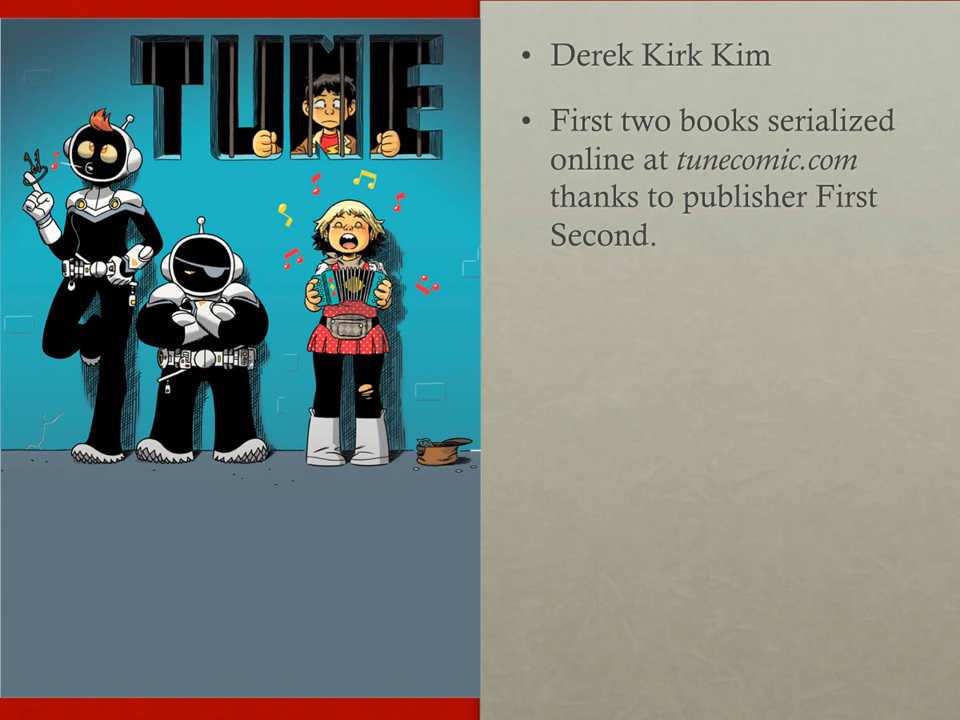 TUNE
• Derek Kirk Kim
• First two books serialized
online at tunecomic.com
thanks to publisher First
Second.